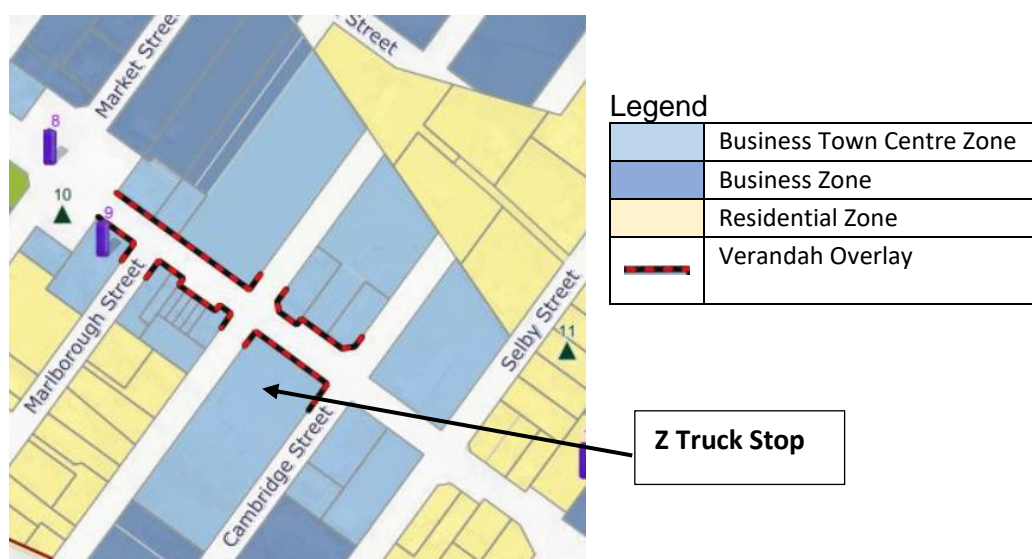 Market Stree
Street
8
10
9
Marlborough Street
Selby Street
11
Cambridge Street
Legend
Business Town Centre Zone
Business Zone
Residential Zone
Verandah Overlay
Z Truck Stop